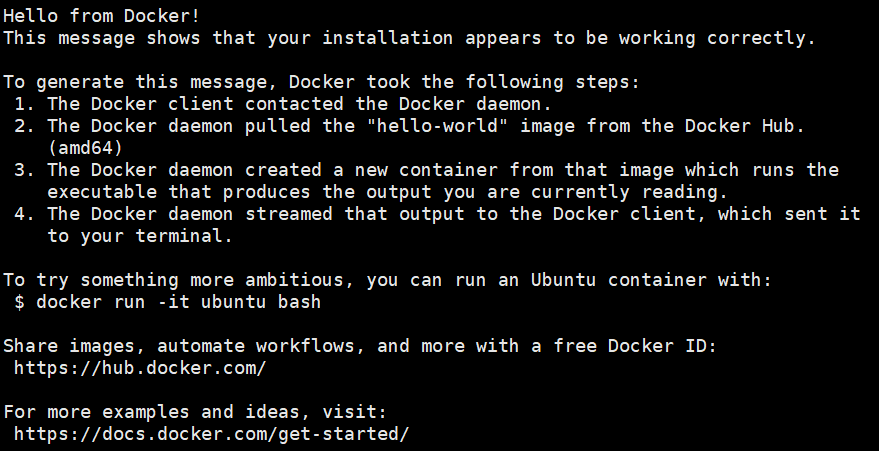 Hello from Docker!
This message shows that your installation appears to be working correctly.

To generate this message, Docker took the following steps:
 1. The Docker client contacted the Docker daemon.
 2. The Docker daemon pulled the "hello-world" image from the Docker Hub.
    (amd64)
 3. The Docker daemon created a new container from that image which runs the
    executable that produces the output you are currently reading.
 4. The Docker daemon streamed that output to the Docker client, which sent it
    to your terminal.

To try something more ambitious, you can run an Ubuntu container with:
 $ docker run -it ubuntu bash

Share images, automate workflows, and more with a free Docker ID:
 https://hub.docker.com/

For more examples and ideas, visit:
 https://docs.docker.com/get-started/